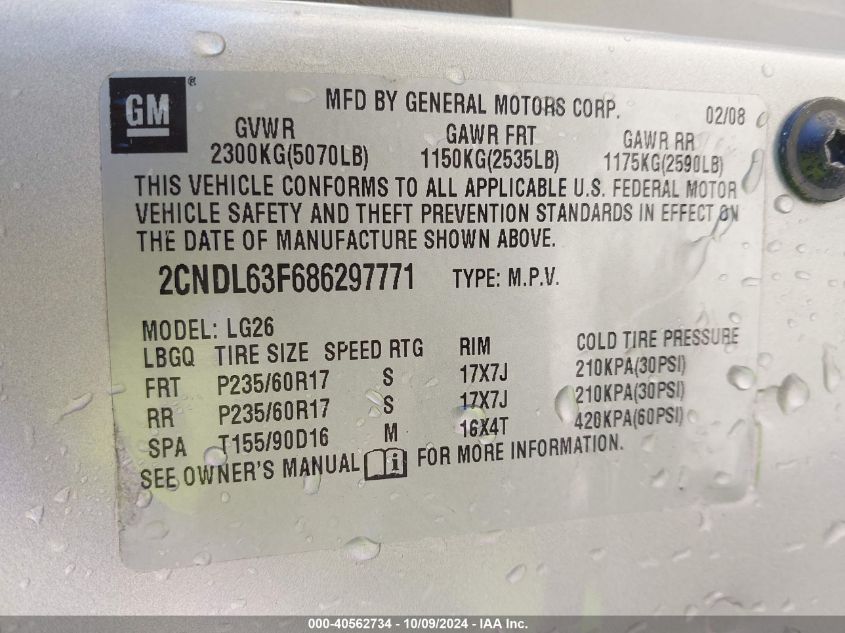 GM ®
MFD BY GENERAL MOTORS CORP. 02/08
GVWR GAWR FRT GAWR RR
2300KG(5070LB) 1150KG(2535LB) 1175KG(2590LB)
THIS VEHICLE CONFORMS TO ALL APPLICABLE U.S. FEDERAL MOTOR
VEHICLE SAFETY AND THEFT PREVENTION STANDARDS IN EFFECT ON
THE DATE OF MANUFACTURE SHOWN ABOVE.
2CNDL63F686297771 TYPE: M.P.V.
MODEL: LG26
LBGQ TIRE SIZE SPEED RTG RIM COLD TIRE PRESSURE
FRT P235/60R17 S 17X7J 210KPA(30PSI)
RR P235/60R17 S 17X7J 210KPA(30PSI)
SPA T155/90D16 M 16X4T 420KPA(60PSI)
SEE OWNER'S MANUAL i FOR MORE INFORMATION.
000-40562734 - 10/09/2024 - IAA Inc.